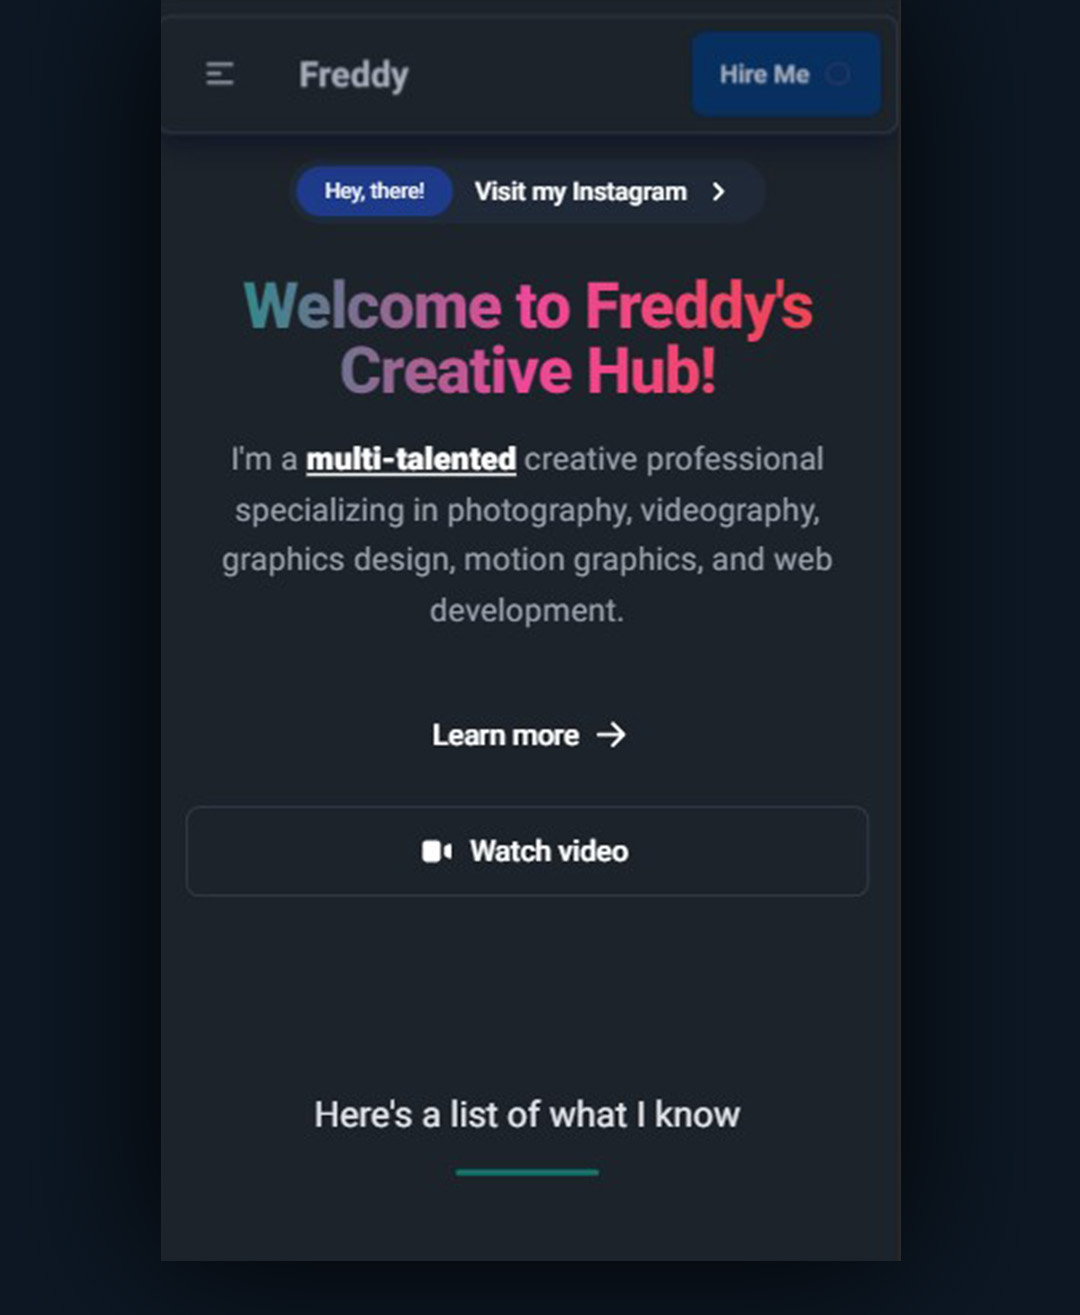 Freddy
Hire Me
Hey, there! Visit my Instagram
Welcome to Freddy's
Creative Hub!
I'm a multi-talented creative professional
specializing in photography, videography,
graphics design, motion graphics, and web
development.
Learn more
Watch video
Here's a list of what I know